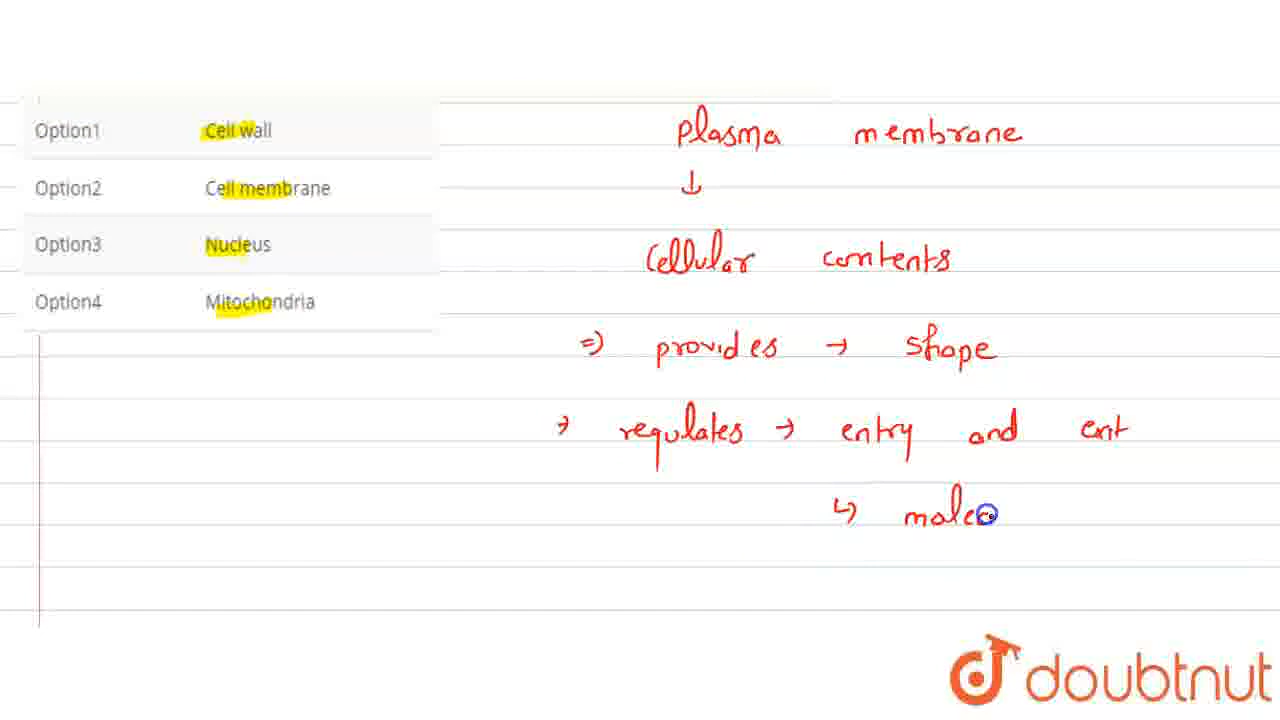 Option1 Cell wall
Option2 Cell membrane
Option3 Nucleus
Option4 Mitochondria
Plasma membrane
↓
Cellular contents
=) provides → shape
→ regulates → entry and exit
↳ molec
doubtnut